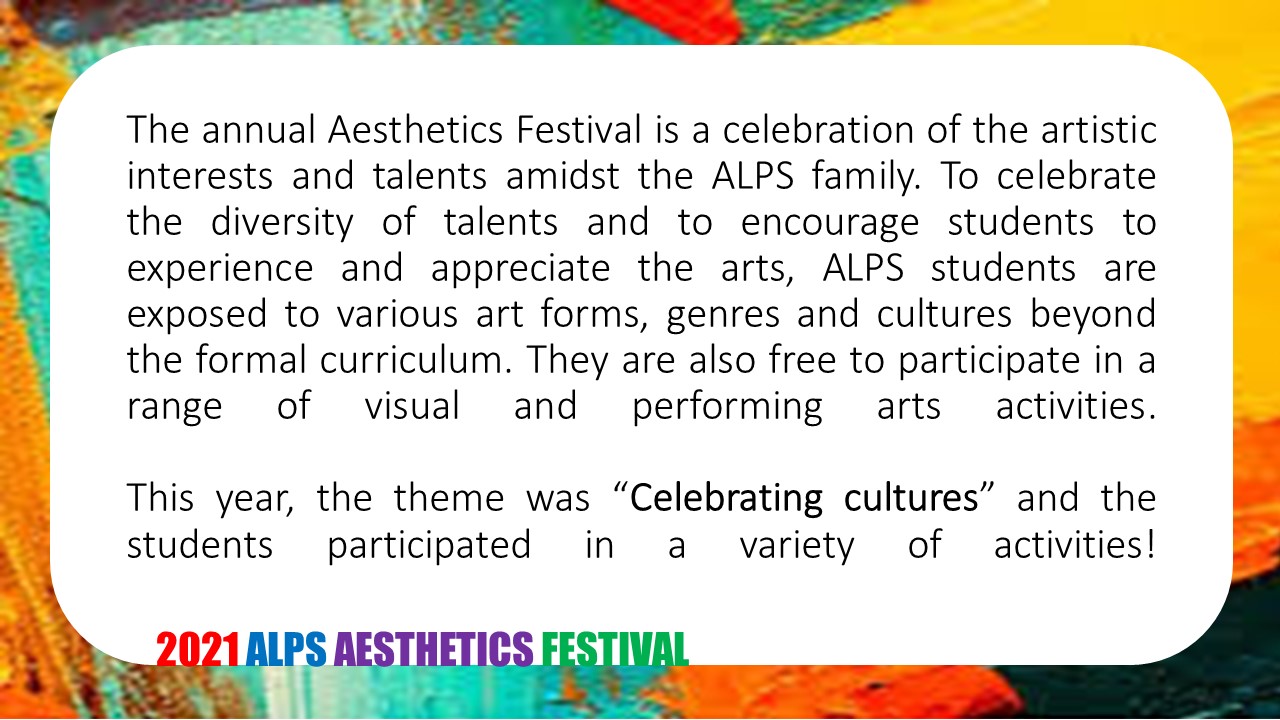 The annual Aesthetics Festival is a celebration of the artistic
interests and talents amidst the ALPS family. To celebrate
the diversity of talents and to encourage students to
experience and appreciate the arts, ALPS students are
exposed to various art forms, genres and cultures beyond
the formal curriculum. They are also free to participate in a
range of visual and performing arts activities.
This year, the theme was “Celebrating cultures” and the
students participated in a variety of activities!
2021 ALPS AESTHETICS FESTIVAL